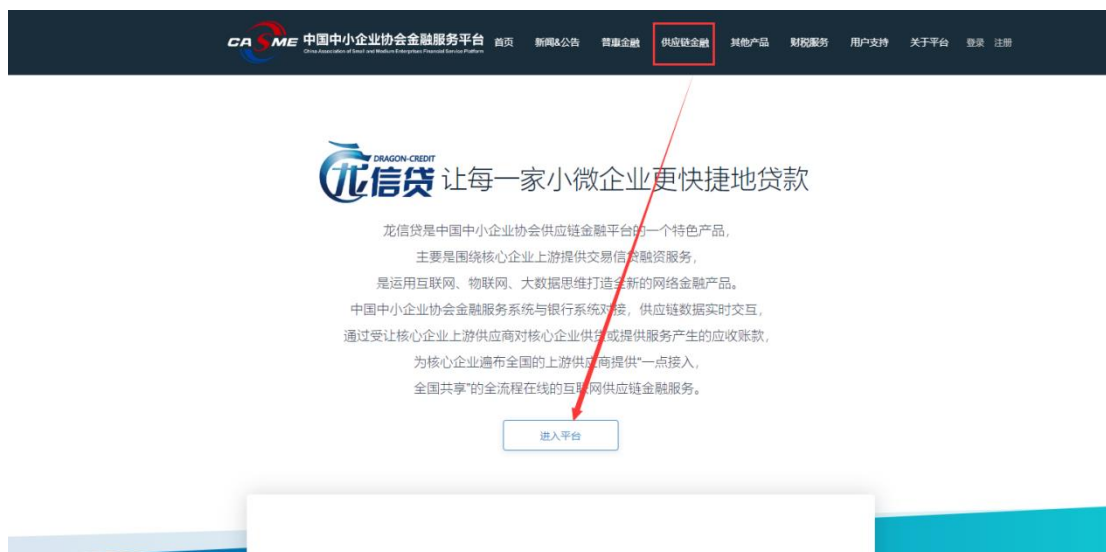 CASME 中国中小企业协会金融服务平台 首页 新闻&公告 普惠金融 供应链金融 其他产品 财税服务 用户支持 关于平台 登录 注册
China Association of Small and Medium Enterprises Financial Service Platform
DRAGON-CREDIT
龙信贷 让每一家小微企业更快捷地贷款
龙信贷是中国中小企业协会供应链金融平台的一个特色产品,
主要是围绕核心企业上游提供交易信贷融资服务,
是运用互联网、物联网、大数据思维打造全新的网络金融产品。
中国中小企业协会金融服务系统与银行系统对接, 供应链数据实时交互,
通过受让核心企业上游供应商对核心企业供货或提供服务产生的应收账款,
为核心企业遍布全国的上游供应商提供“一点接入,
全国共享”的全流程在线的互联网供应链金融服务。
进入平台